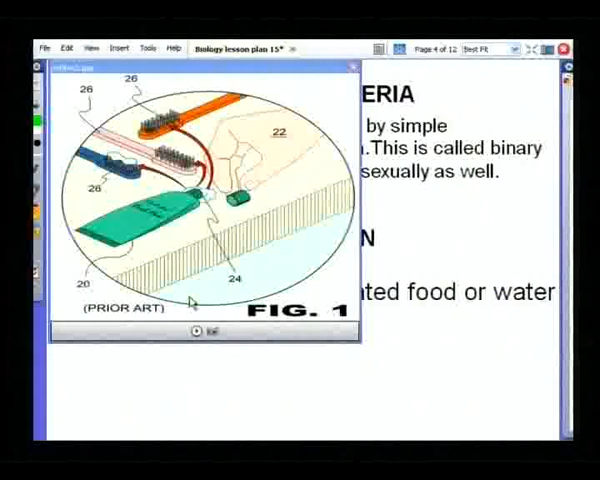 File Edit View Insert Tools Help Biology lesson plan 15* Page 4 of 12 Best Fit
26
26
22
26
20
24
(PRIOR ART)
FIG. 1
ERIA
by simple
.This is called binary
sexually as well.
N
ated food or water